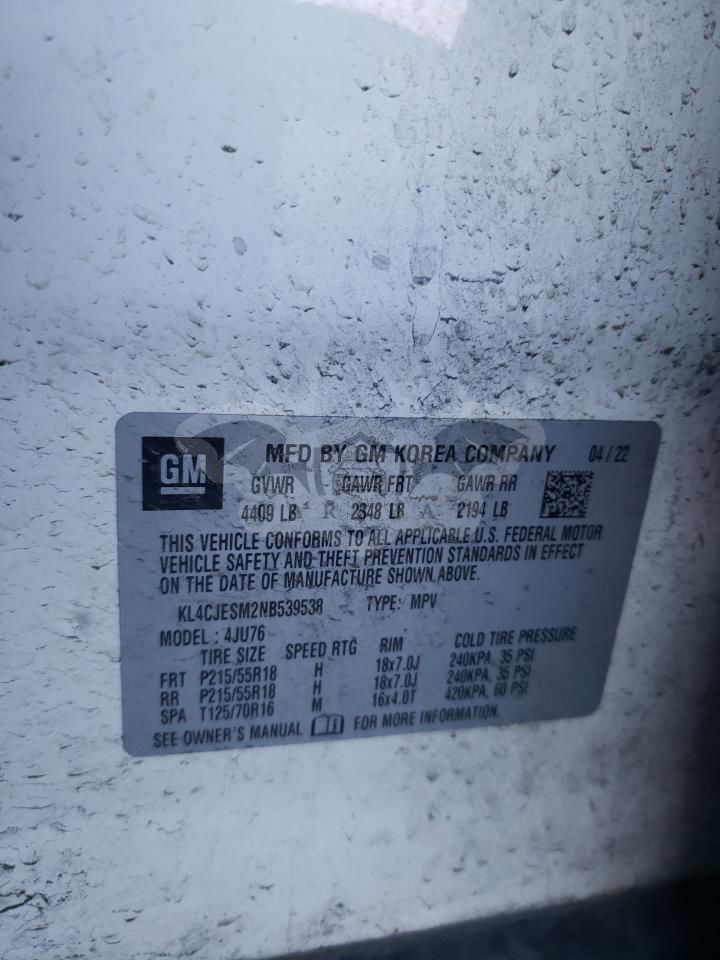 GM
MFD BY GM KOREA COMPANY 04/22
GVWR GAWR FRT GAWR RR
4409 LB 2348 LB 2194 LB
THIS VEHICLE CONFORMS TO ALL APPLICABLE U.S. FEDERAL MOTOR
VEHICLE SAFETY AND THEFT PREVENTION STANDARDS IN EFFECT
ON THE DATE OF MANUFACTURE SHOWN ABOVE.
KL4CJESM2NB539538 TYPE: MPV
MODEL: 4JU76
TIRE SIZE SPEED RTG RIM COLD TIRE PRESSURE
FRT P215/55R18 H 18x7.0J 240KPA, 35 PSI
RR P215/55R18 H 18x7.0J 240KPA, 35 PSI
SPA T125/70R16 M 16x4.0T 420KPA, 60 PSI
SEE OWNER'S MANUAL FOR MORE INFORMATION.